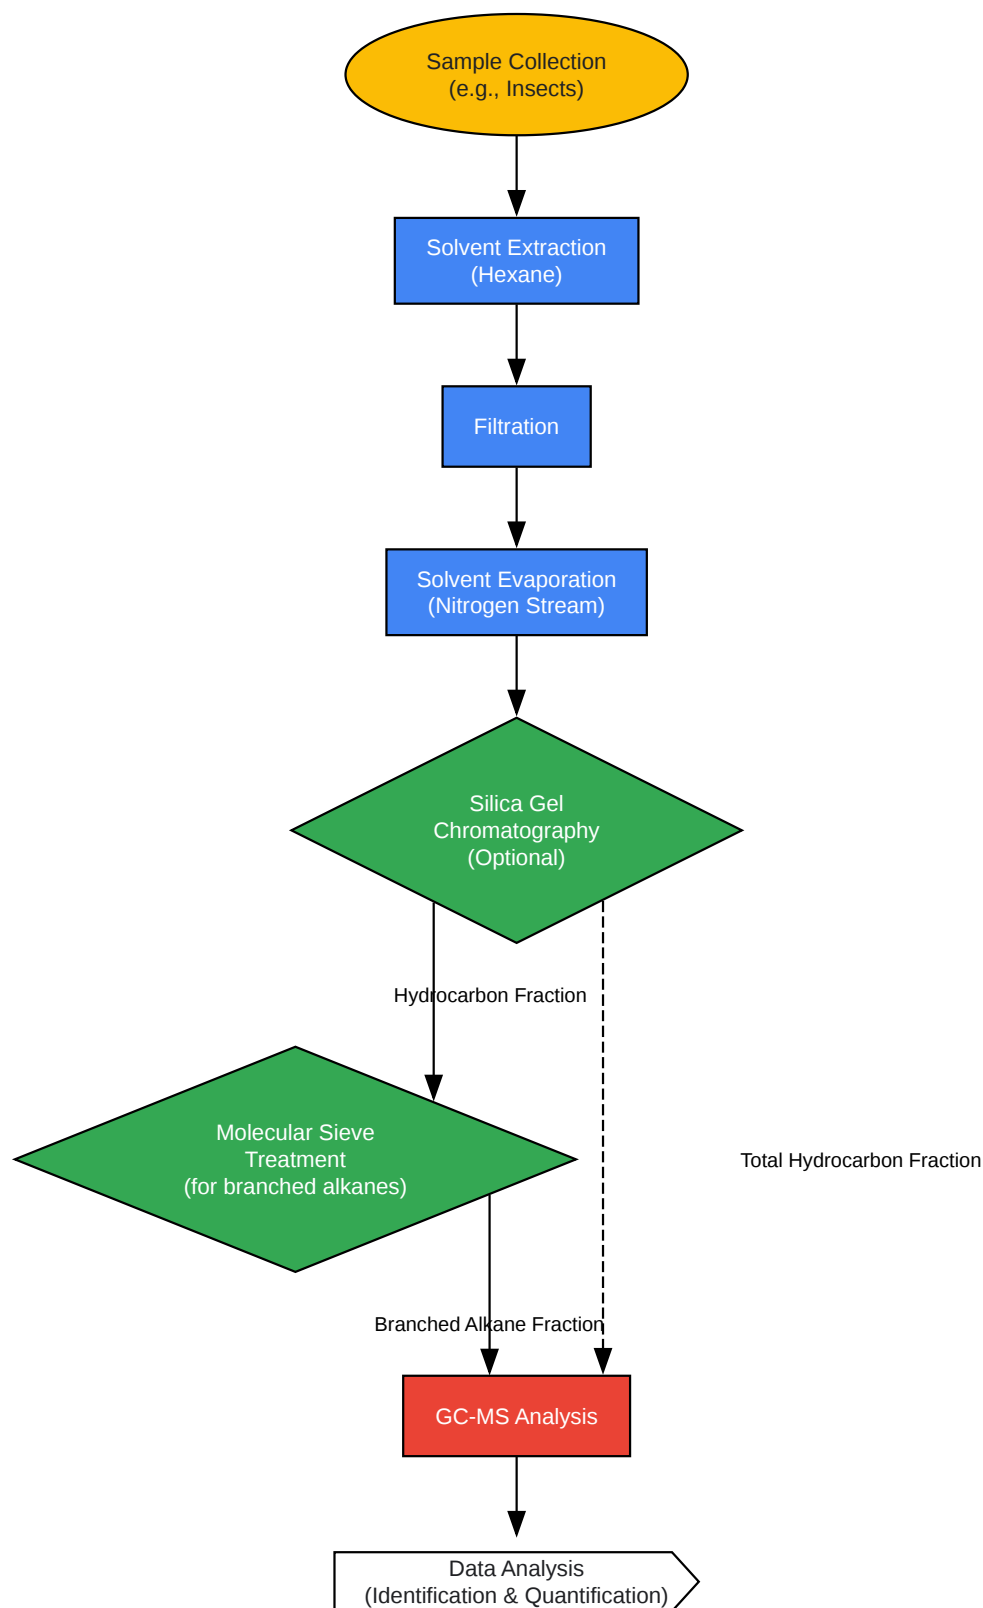 Sample Collection
(e.g., Insects)
Solvent Extraction
(Hexane)
Filtration
Solvent Evaporation
(Nitrogen Stream)
Silica Gel
Chromatography
(Optional)
Hydrocarbon Fraction
Molecular Sieve
Treatment
(for branched alkanes)
Total Hydrocarbon Fraction
Branched Alkane Fraction
GC-MS Analysis
Data Analysis
(Identification & Quantification)